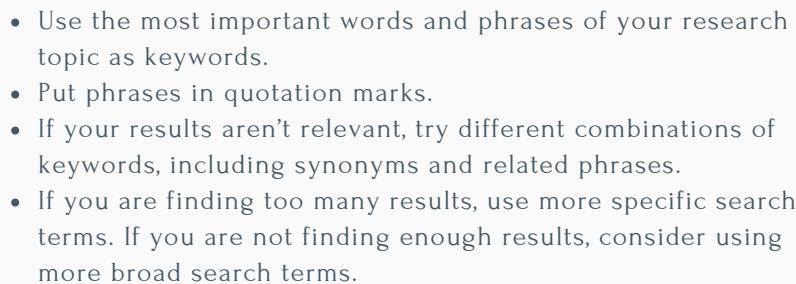 • Use the most important words and phrases of your research
topic as keywords.
• Put phrases in quotation marks.
• If your results aren't relevant, try different combinations of
keywords, including synonyms and related phrases.
• If you are finding too many results, use more specific search
terms. If you are not finding enough results, consider using
more broad search terms.